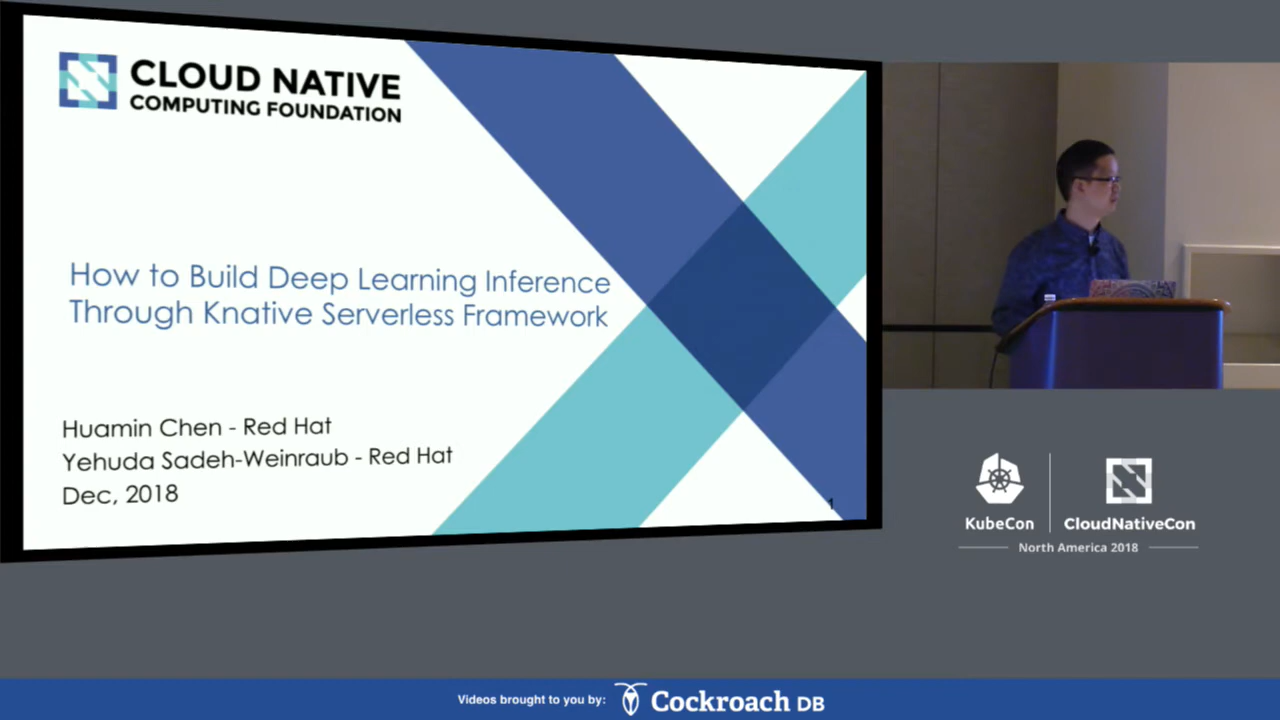 CLOUD NATIVE
COMPUTING FOUNDATION
How to Build Deep Learning Inference
Through Knative Serverless Framework
Huamin Chen - Red Hat
Yehuda Sadeh-Weinraub - Red Hat
Dec, 2018
1
KubeCon
CloudNativeCon
North America 2018
Videos brought to you by:
Cockroach DB